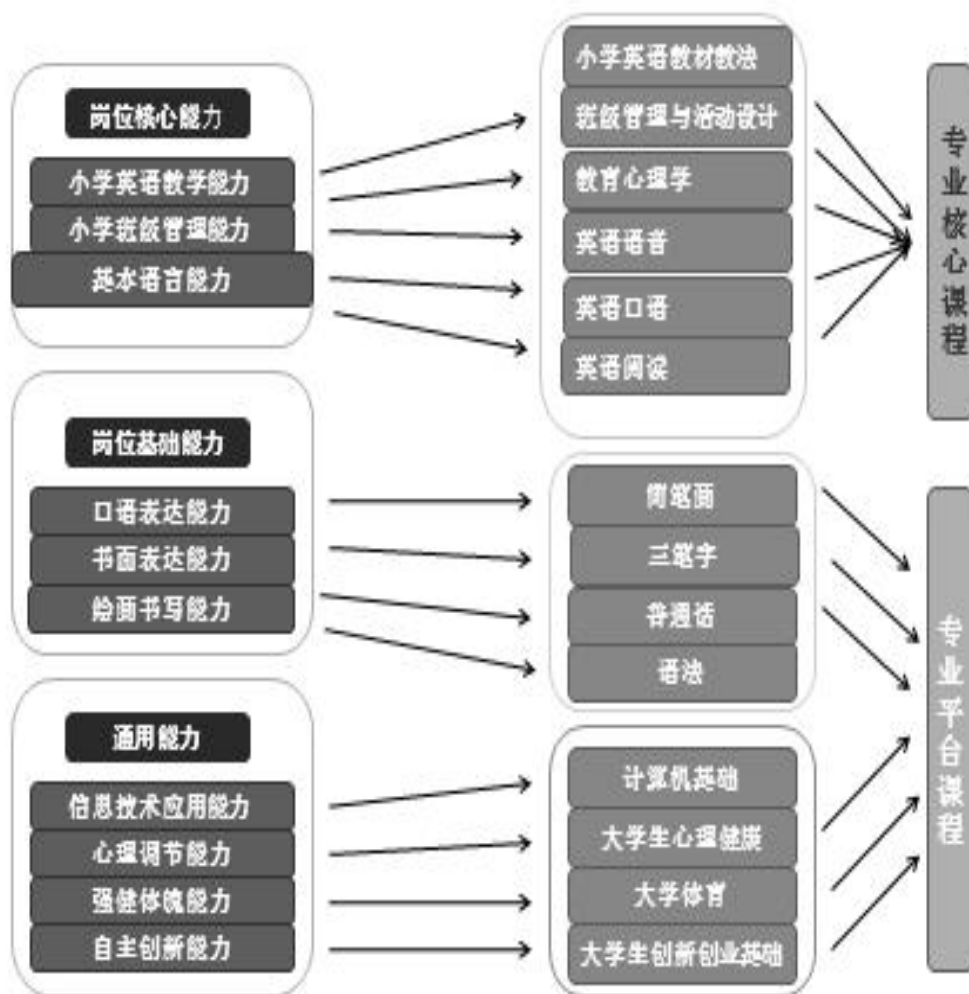 岗位核心能力
小学英语教学能力
小学班级管理能力
基本语言能力
小学英语教材教法
班级管理与活动设计
教育心理学
英语语音
英语口语
英语阅读
专业核心课程
岗位基础能力
口语表达能力
书面表达能力
绘画书写能力
简笔画
三笔字
普通话
语法
通用能力
信息技术应用能力
心理调节能力
强健体魄能力
自主创新能力
计算机基础
大学生心理健康
大学体育
大学生创新创业基础
专业平台课程